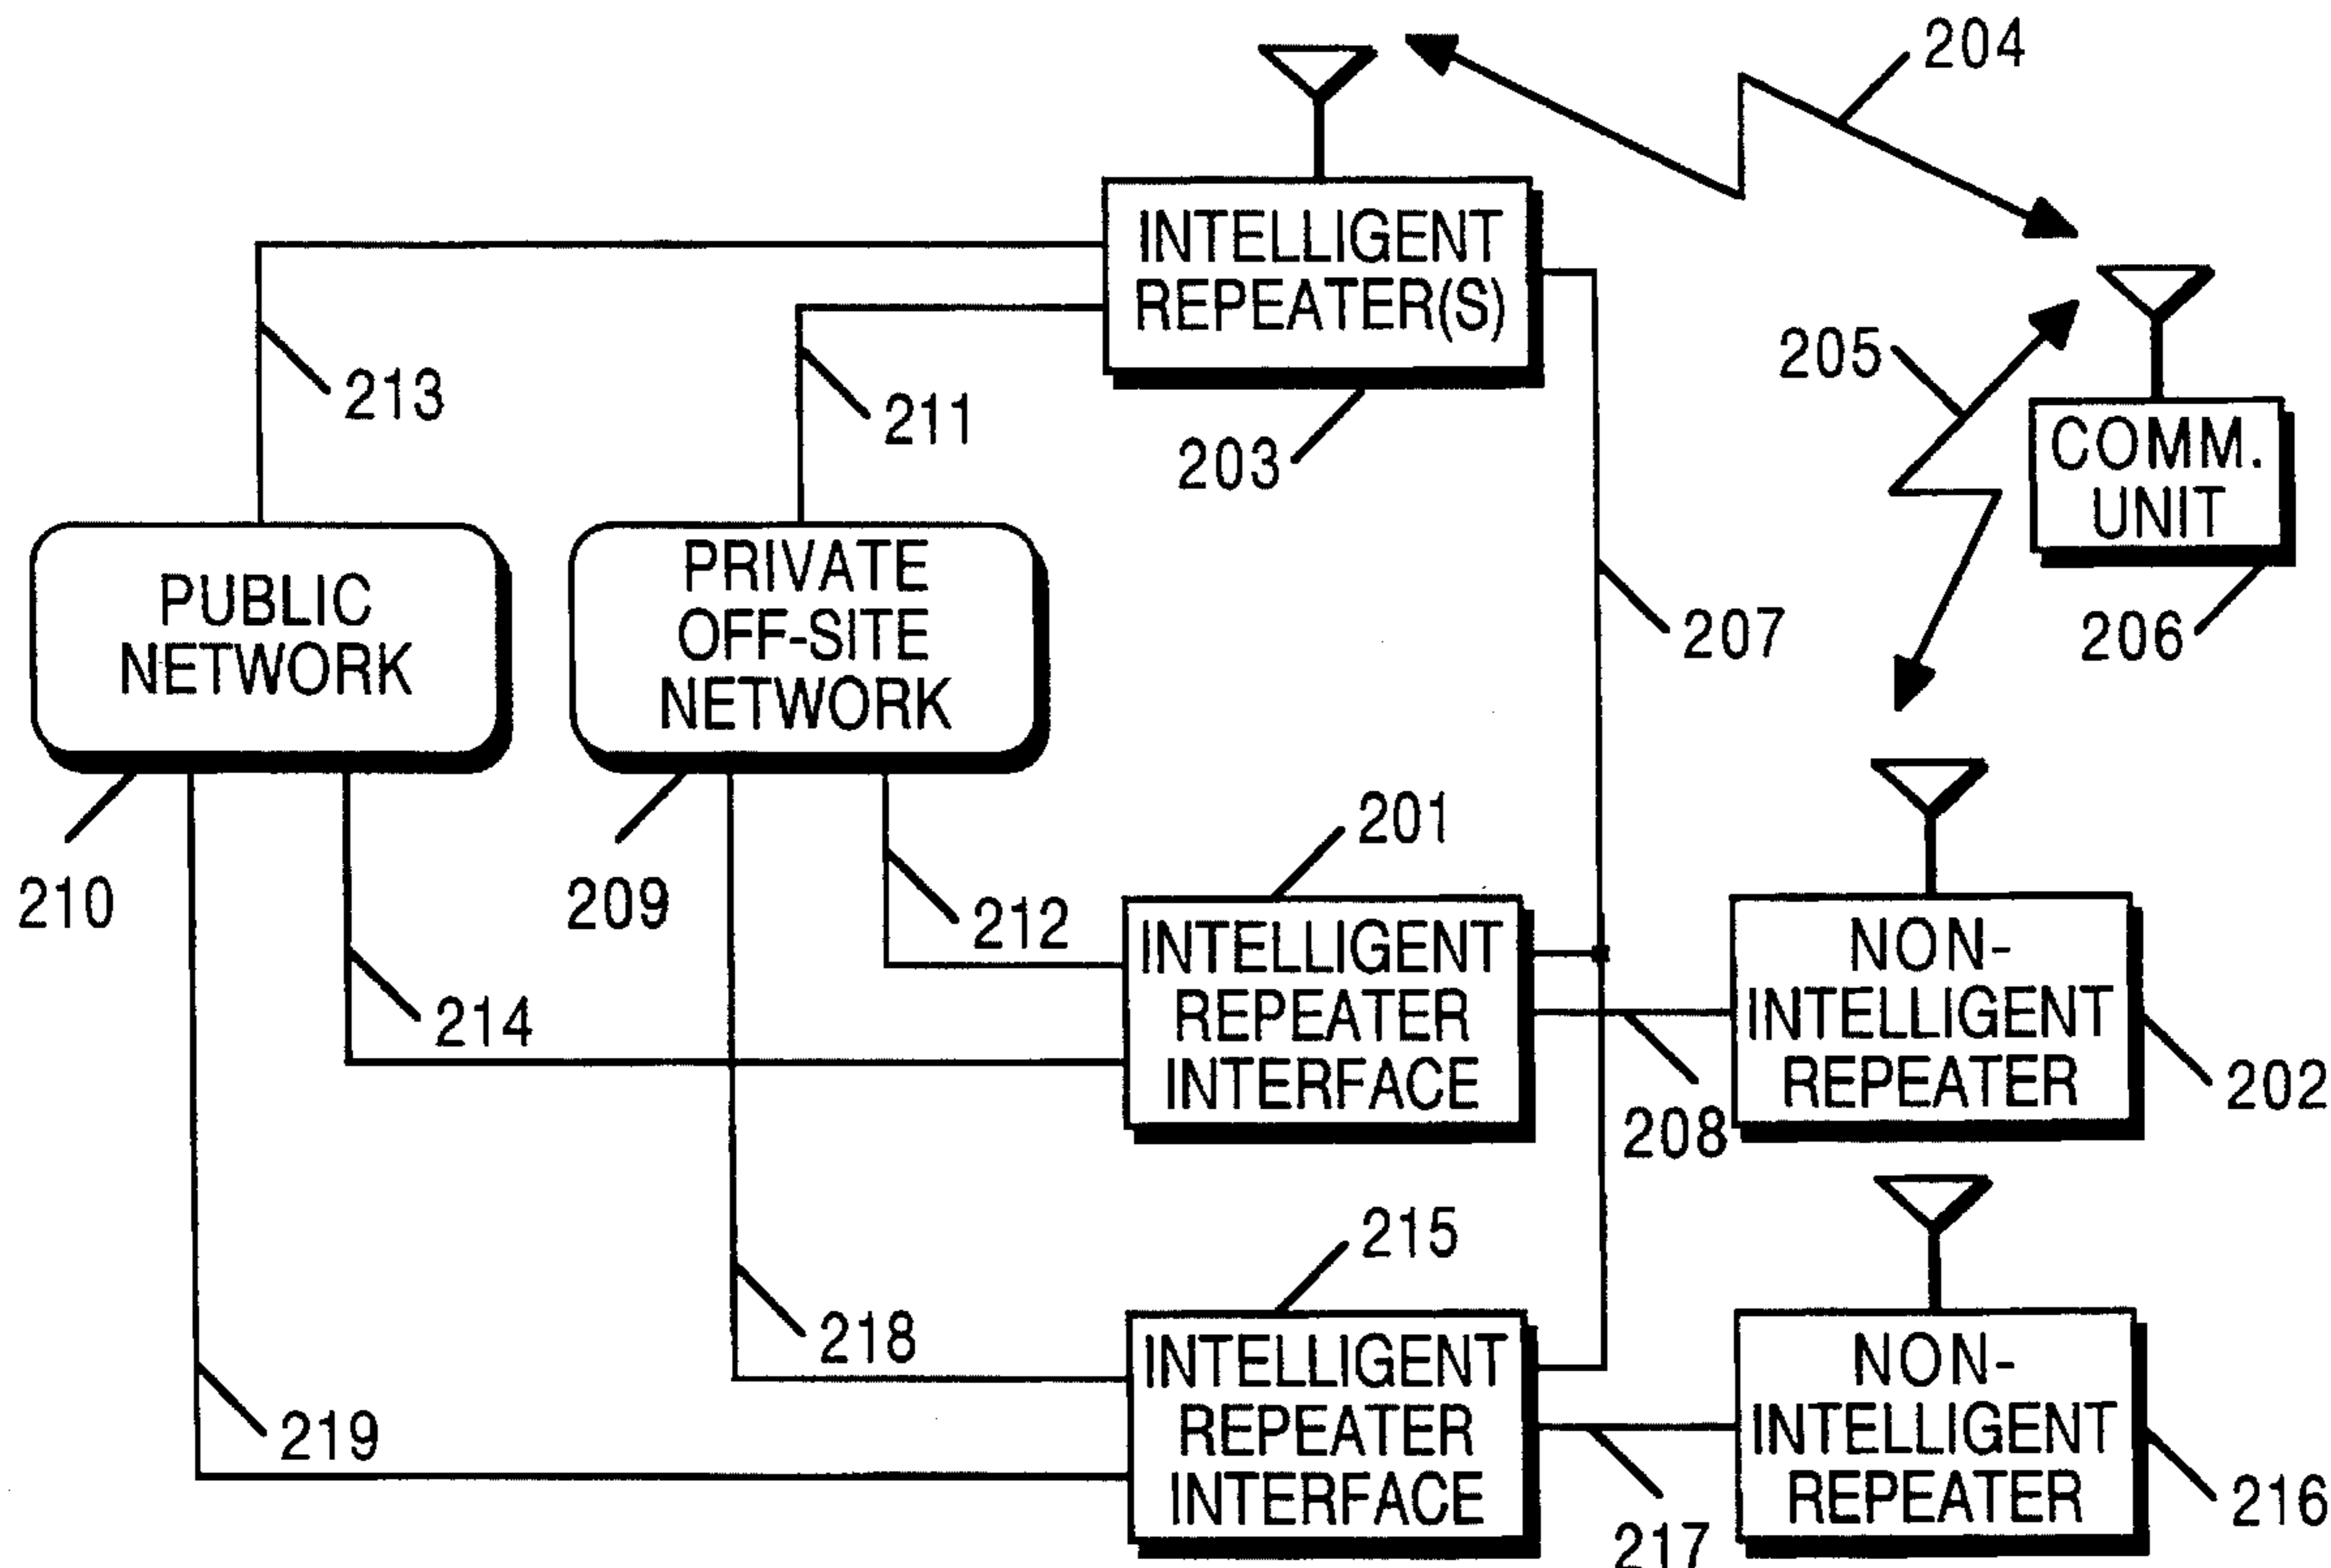 204
INTELLIGENT
REPEATER(S)
213
211
203
205
COMM.
UNIT
206
207
PUBLIC
NETWORK
210
PRIVATE
OFF-SITE
NETWORK
209
201
212
INTELLIGENT
REPEATER
INTERFACE
214
208
NON-
INTELLIGENT
REPEATER
202
215
218
INTELLIGENT
REPEATER
INTERFACE
219
217
NON-
INTELLIGENT
REPEATER
216